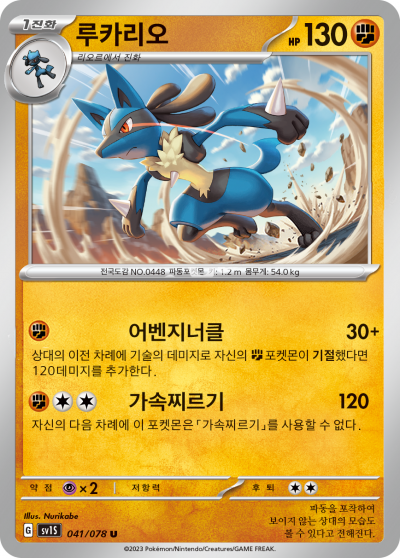 1진화 루카리오 HP 130
리오르에서 진화
전국도감 NO.0448 파동포켓몬 키: 1.2 m 몸무게: 54.0 kg
어벤지너클 30+
상대의 이전 차례에 기술의 데미지로 자신의 포켓몬이 기절했다면
120데미지를 추가한다.
가속찌르기 120
자신의 다음 차례에 이 포켓몬은 「가속찌르기」를 사용할 수 없다.
약점 ×2 저항력 후퇴
Illus. Nurikabe
G sv1S 041/078 U
파동을 포착하여
보이지 않는 상대의 모습도
볼 수 있다고 전해진다.
©2023 Pokémon/Nintendo/Creatures/GAME FREAK.